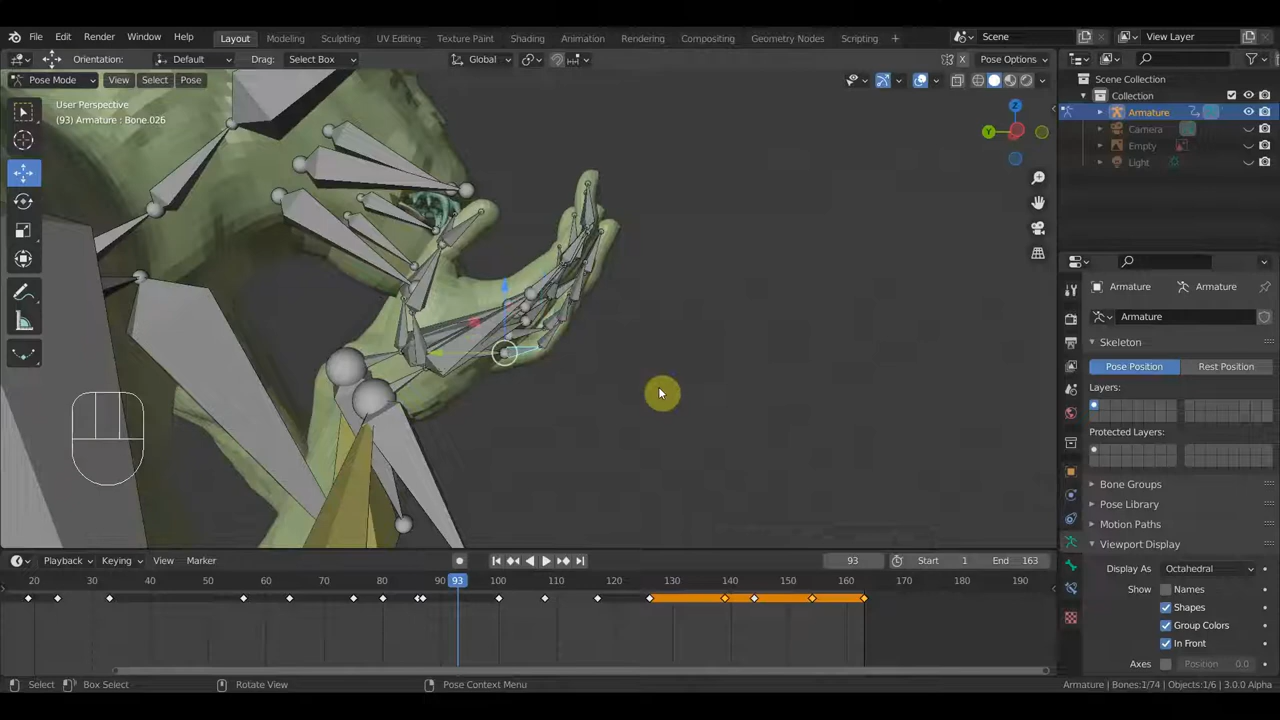 File Edit Render Window Help Layout Modeling Sculpting UV Editing Texture Paint Shading Animation Rendering Compositing Geometry Nodes Scripting + Scene View Layer
Orientation: Default Drag: Select Box Global Pose Options
Pose Mode View Select Pose
Scene Collection
Collection
Armature
Camera
Empty
Light
User Perspective
(93) Armature : Bone.026
X
Y
Z
Armature Armature
Armature
Skeleton
Pose Position Rest Position
Layers:
Protected Layers:
Bone Groups
Pose Library
Motion Paths
Viewport Display
Display As Octahedral
Show Names
Shapes
Group Colors
In Front
Axes Position 0.0
Playback Keying View Marker 93 Start 1 End 163
20 30 40 50 60 70 80 90 93 100 110 120 130 140 150 160 170 180 190
Select Box Select Rotate View Pose Context Menu Armature | Bones:1/74 | Objects:1/6 | 3.0.0 Alpha